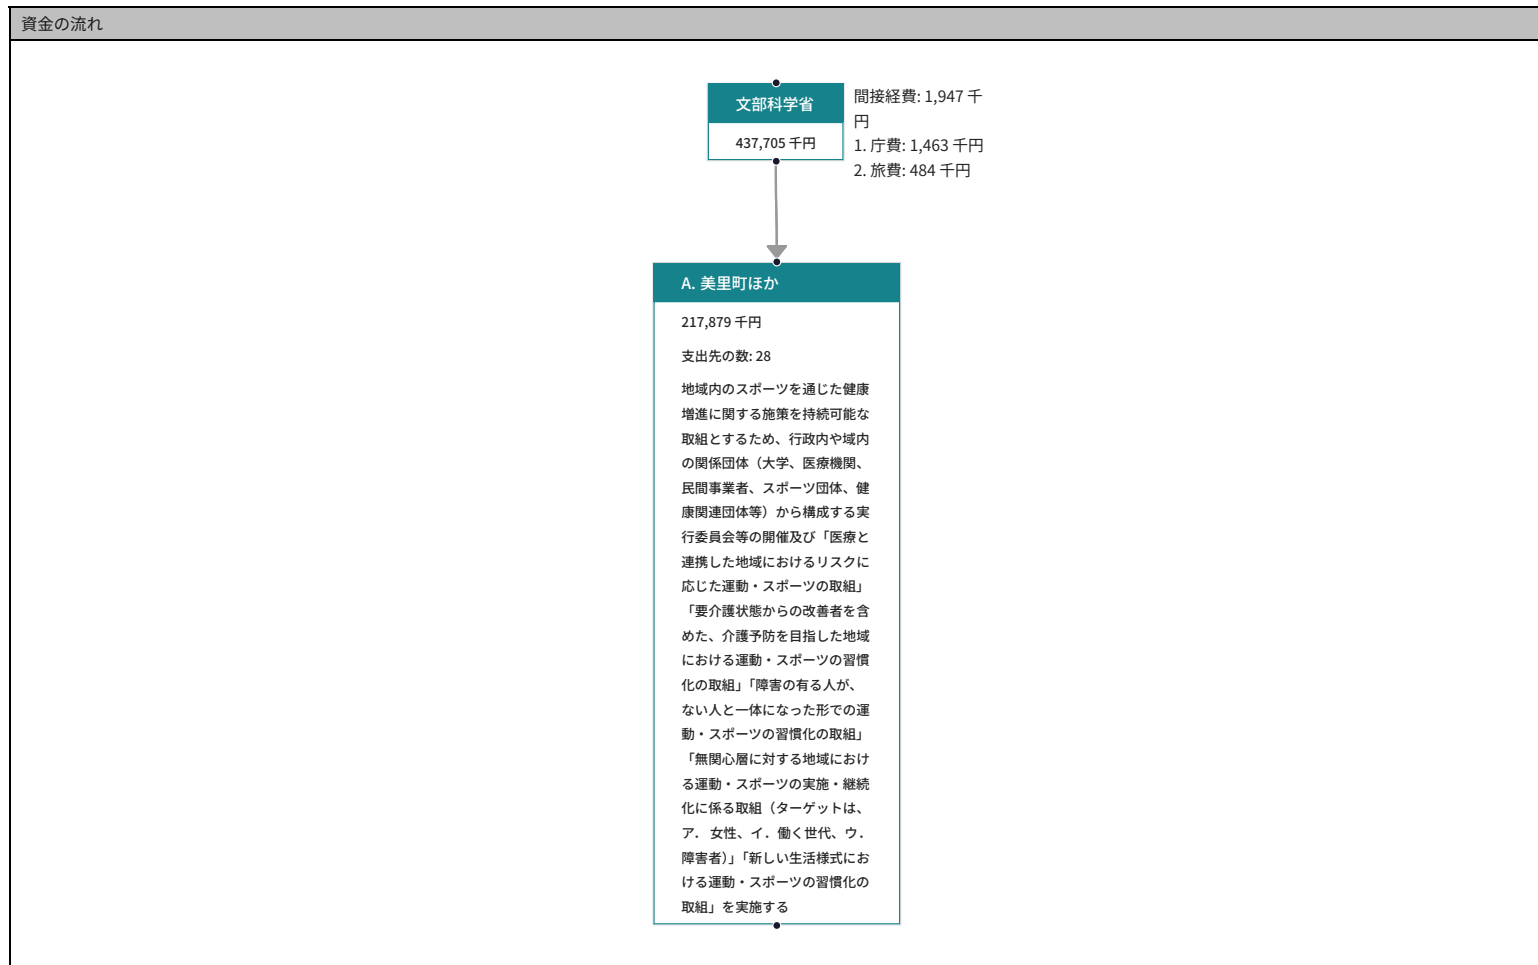 資金の流れ
文部科学省
437,705 千円
間接経費: 1,947 千
円
1. 庁費: 1,463 千円
2. 旅費: 484 千円
A. 美里町ほか
217,879 千円
支出先の数: 28
地域内のスポーツを通じた健康
増進に関する施策を持続可能な
取組とするため、行政内や域内
の関係団体（大学、医療機関、
民間事業者、スポーツ団体、健
康関連団体等）から構成する実
行委員会等の開催及び「医療と
連携した地域におけるリスクに
応じた運動・スポーツの取組」
「要介護状態からの改善者を含
めた、介護予防を目指した地域
における運動・スポーツの習慣
化の取組」「障害の有る人が、
ない人と一体になった形での運
動・スポーツの習慣化の取組」
「無関心層に対する地域におけ
る運動・スポーツの実施・継続
化に係る取組（ターゲットは、
ア． 女性、イ．働く世代、ウ．
障害者）」「新しい生活様式にお
ける運動・スポーツの習慣化の
取組」を実施する